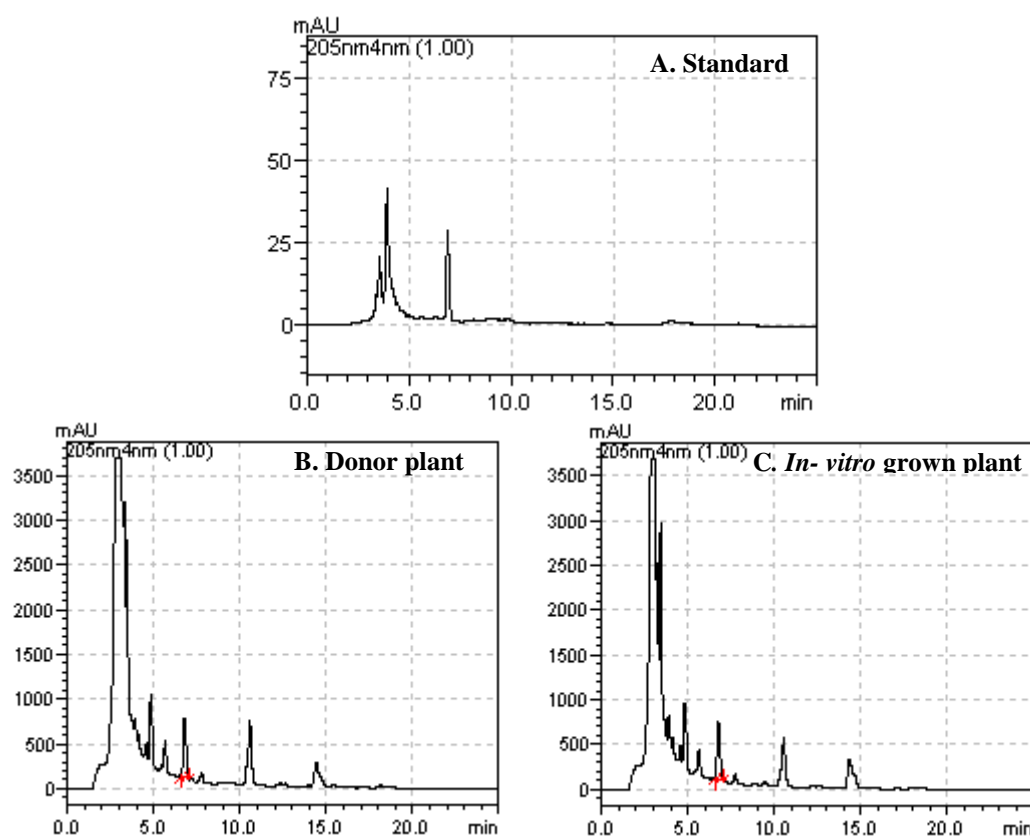 mAU
205nm4nm (1.00)
A. Standard
75
50
25
0
0.0 5.0 10.0 15.0 20.0 min
mAU
205nm4nm (1.00)
B. Donor plant
3500
3000
2500
2000
1500
1000
500
0
0.0 5.0 10.0 15.0 20.0 min
mAU
205nm4nm (1.00)
C. In- vitro grown plant
3500
3000
2500
2000
1500
1000
500
0
0.0 5.0 10.0 15.0 20.0 min